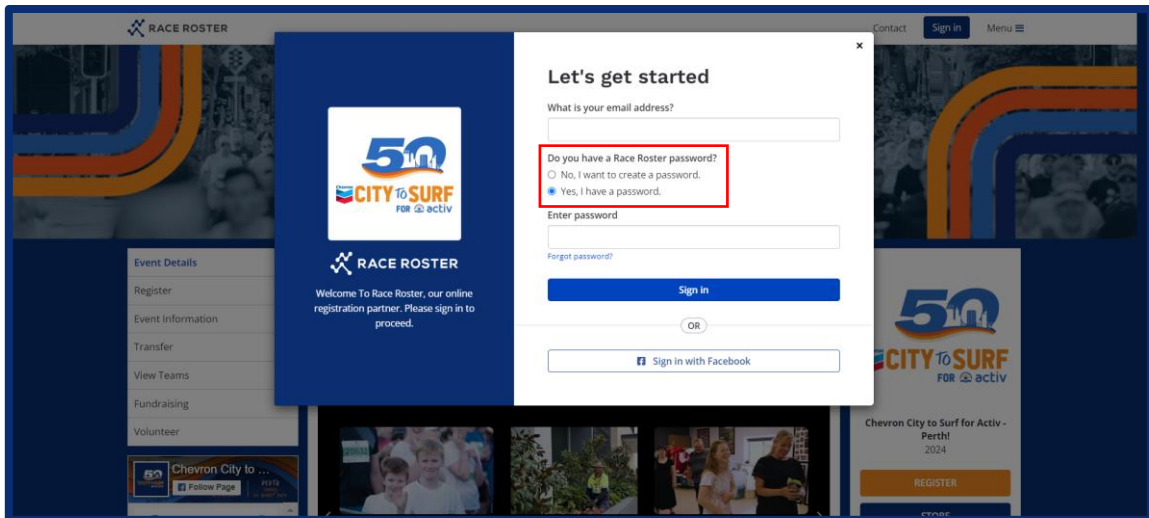 RACE ROSTER
Contact
Sign in
Menu
×
Let's get started
What is your email address?
Do you have a Race Roster password?
No, I want to create a password.
Yes, I have a password.
Enter password
Forgot password?
Sign in
OR
Sign in with Facebook
50
Chevron
CITY TO SURF
FOR activ
RACE ROSTER
Welcome To Race Roster, our online
registration partner. Please sign in to
proceed.
Event Details
Register
Event Information
Transfer
View Teams
Fundraising
Volunteer
50
Chevron City to ...
Follow Page
PERTH
50
CITY TO SURF
FOR activ
Chevron City to Surf for Activ -
Perth!
2024
REGISTER
STORE